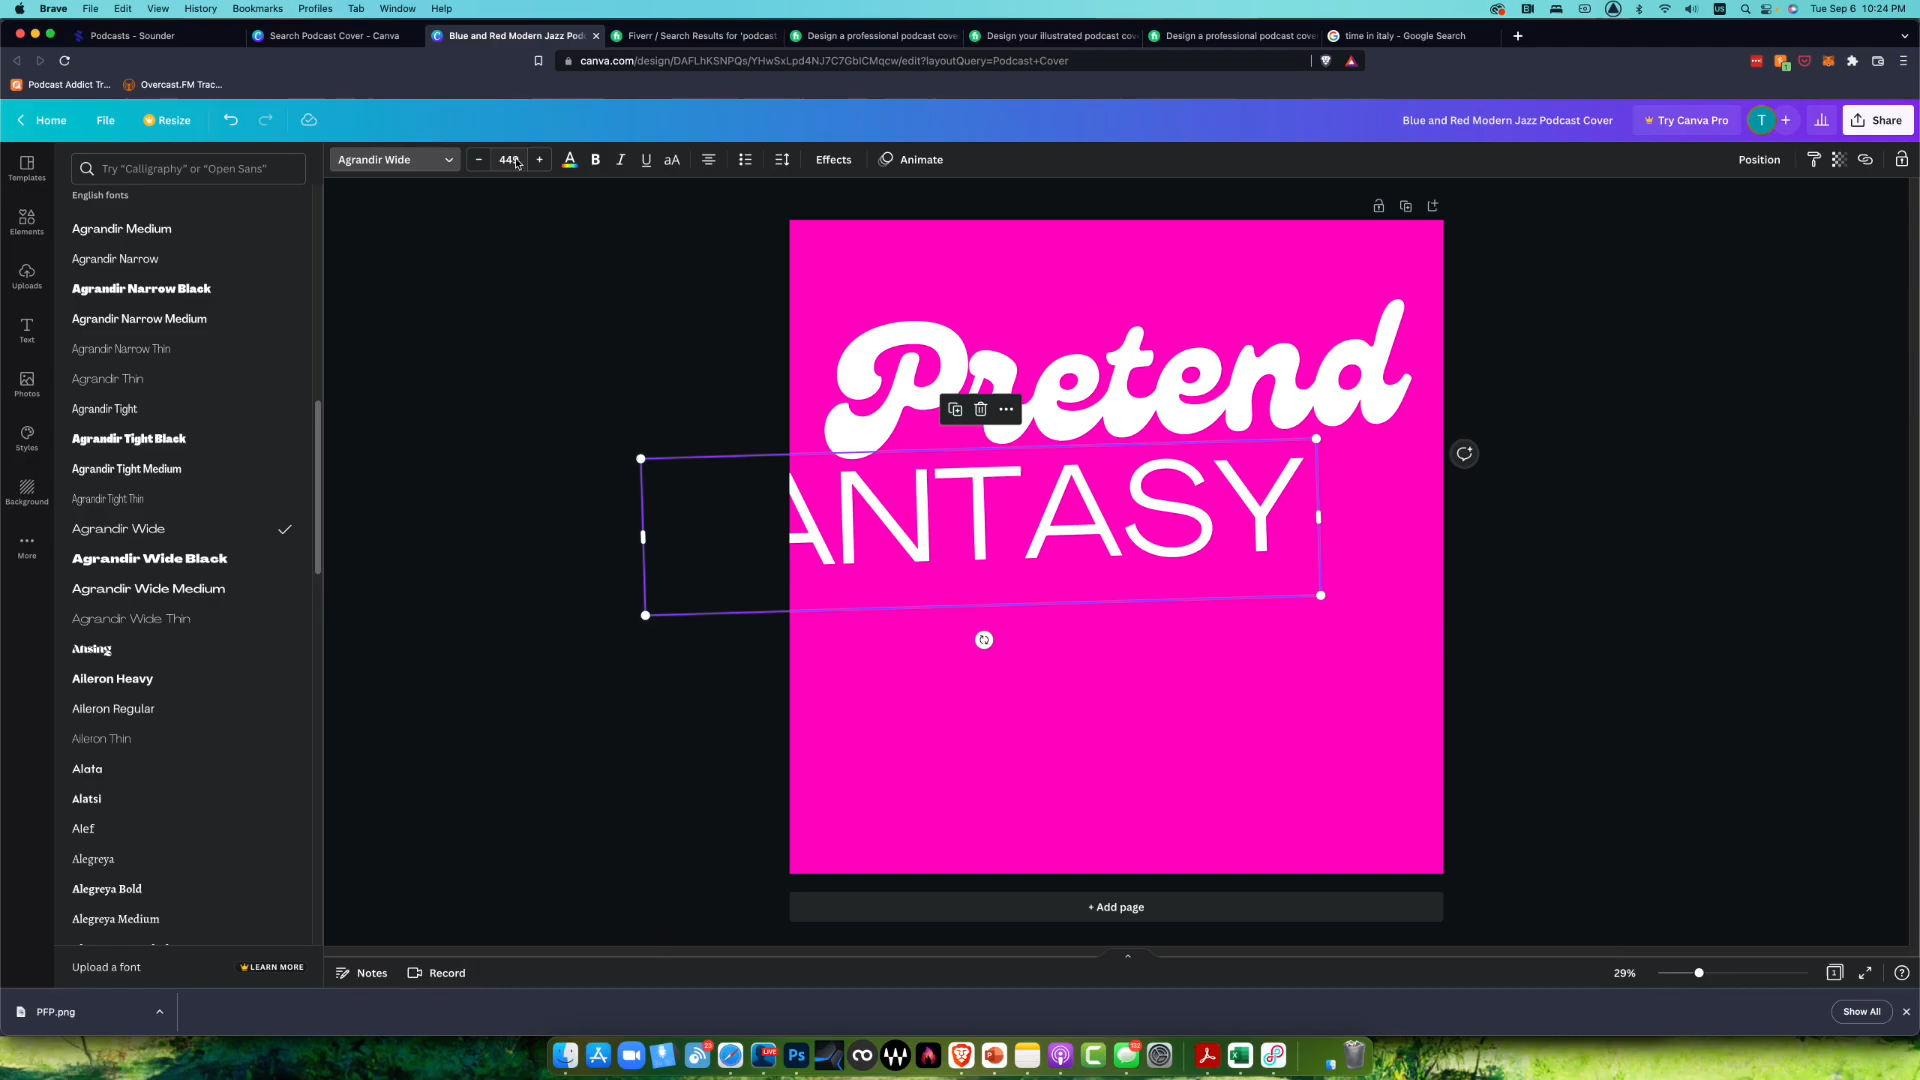 Brave File Edit View History Bookmarks Profiles Tab Window Help Tue Sep 6 10:24 PM
Podcasts - Sounder Search Podcast Cover - Canva Blue and Red Modern Jazz Pod Fiverr / Search Results for 'podcast Design a professional podcast cove Design your illustrated podcast cov Design a professional podcast cove time in italy - Google Search
canva.com/design/DAFLhKSNPQs/YHwSxLpd4NJ7C7GbICMqcw/edit?layoutQuery=Podcast+Cover
Podcast Addict Tr... Overcast.FM Trac...
Home File Resize Blue and Red Modern Jazz Podcast Cover Try Canva Pro T Share
Agrandir Wide Effects Animate Position
Try “Calligraphy” or “Open Sans”
Templates
Elements
Uploads
Text
Photos
Styles
Background
More
English fonts
Agrandir Medium
Agrandir Narrow
Agrandir Narrow Black
Agrandir Narrow Medium
Agrandir Narrow Thin
Agrandir Thin
Agrandir Tight
Agrandir Tight Black
Agrandir Tight Medium
Agrandir Tight Thin
Agrandir Wide
Agrandir Wide Black
Agrandir Wide Medium
Agrandir Wide Thin
Ahsing
Aileron Heavy
Aileron Regular
Aileron Thin
Alata
Alatsi
Alef
Alegreya
Alegreya Bold
Alegreya Medium
Upload a font LEARN MORE
Pretend
ANTASY
+ Add page
Notes Record 29% 1
PFP.png Show All
23 LIVE Ps 132